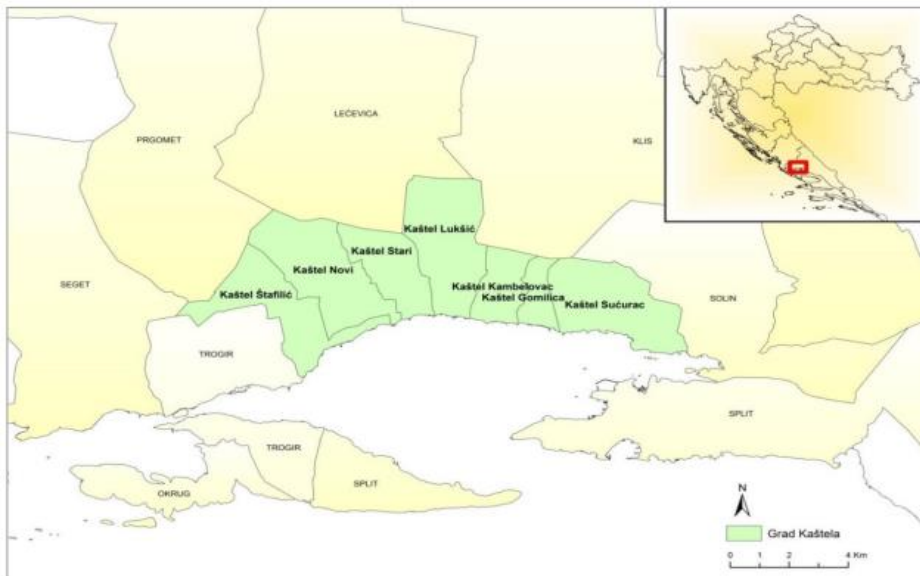 LEĆEVICA
PRGOMET
KLIS
Kaštel Lukšić
Kaštel Stari
Kaštel Novi
SEGET
Kaštel Štafilić
Kaštel Kambelovac
Kaštel Gomilica
Kaštel Sućurac
SOLIN
TROGIR
SPLIT
TROGIR
SPLIT
OKRUG
N
Grad Kaštela
0 1 2 4 Km